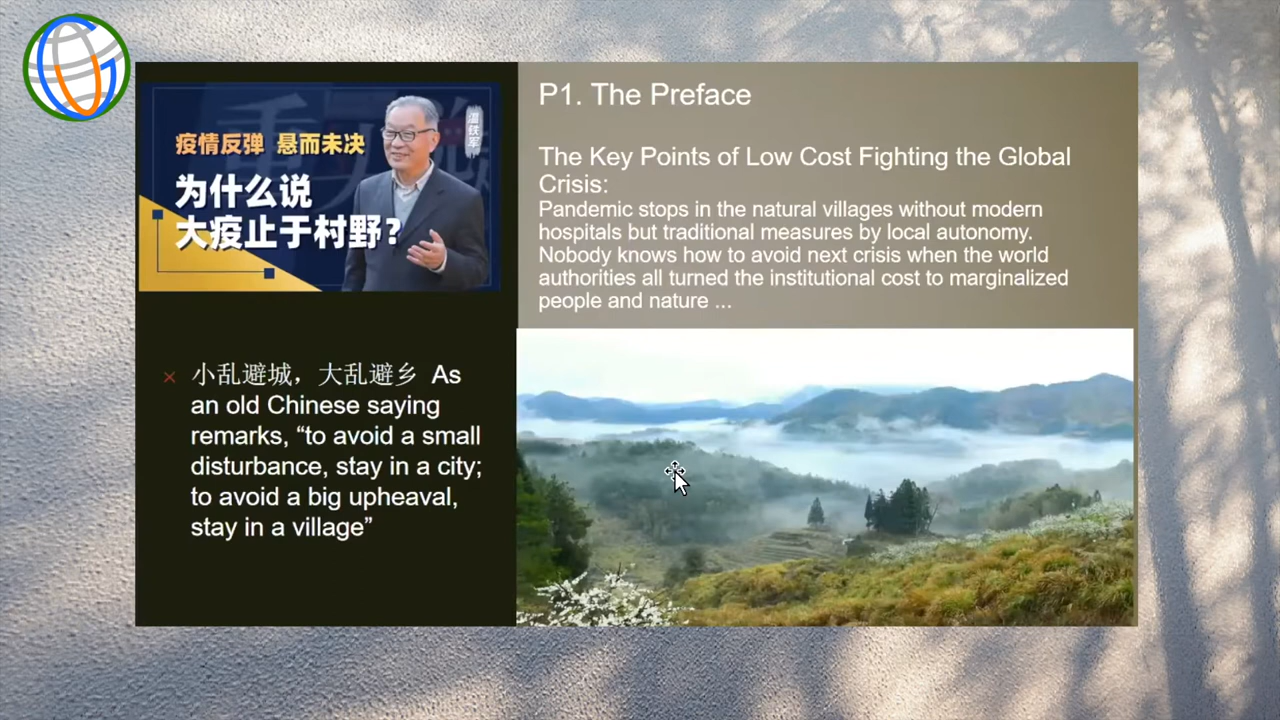 疫情反弹 悬而未决
为什么说
大疫止于村野?
温铁军
小乱避城，大乱避乡 As
an old Chinese saying
remarks, “to avoid a small
disturbance, stay in a city;
to avoid a big upheaval,
stay in a village”
P1. The Preface
The Key Points of Low Cost Fighting the Global
Crisis:
Pandemic stops in the natural villages without modern
hospitals but traditional measures by local autonomy.
Nobody knows how to avoid next crisis when the world
authorities all turned the institutional cost to marginalized
people and nature ...